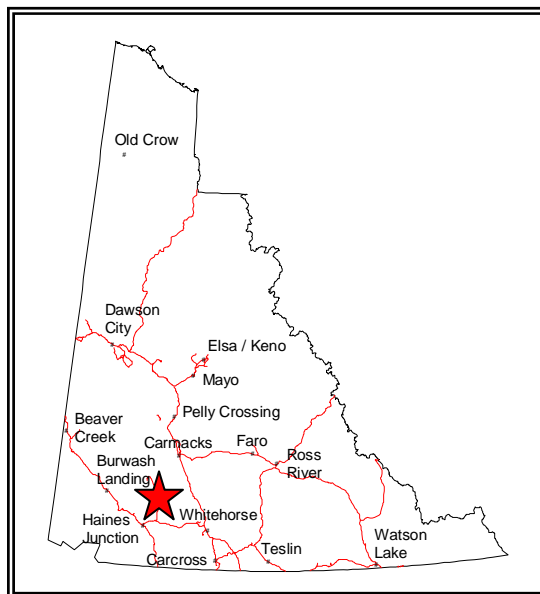 Old Crow
Dawson
City
Elsa / Keno
Mayo
Pelly Crossing
Beaver
Creek
Carmacks
Faro
Ross
River
Burwash
Landing
Whitehorse
Haines
Junction
Watson
Lake
Teslin
Carcross